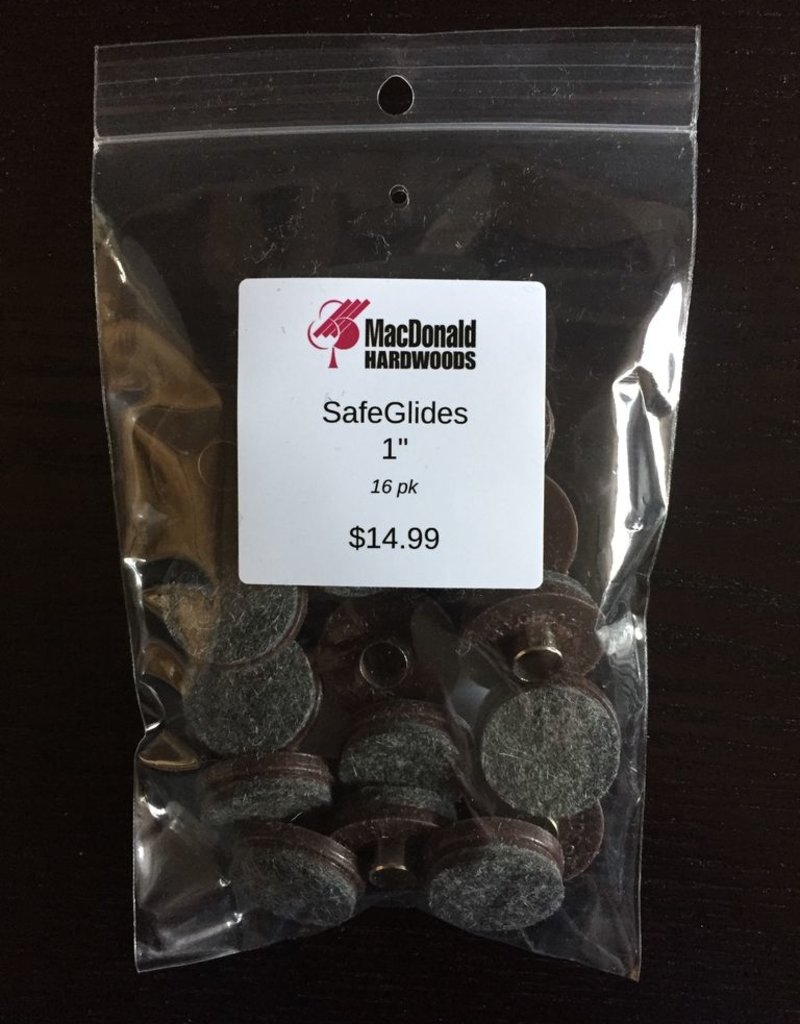 MacDonald
HARDWOODS
SafeGlides
1"
16 pk
$14.99